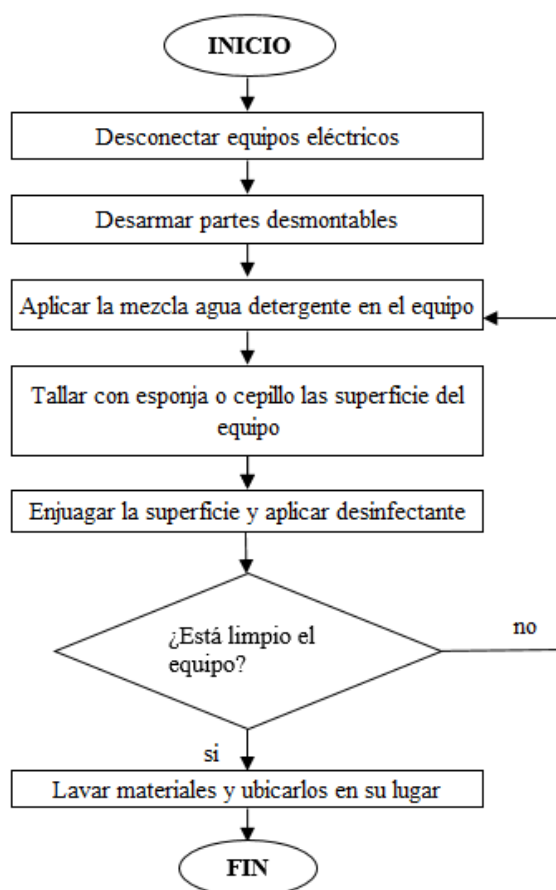 INICIO
Desconectar equipos eléctricos
Desarmar partes desmontables
Aplicar la mezcla agua detergente en el equipo
Tallar con esponja o cepillo las superficie del
equipo
Enjuagar la superficie y aplicar desinfectante
¿Está limpio el
equipo?
no
si
Lavar materiales y ubicarlos en su lugar
FIN